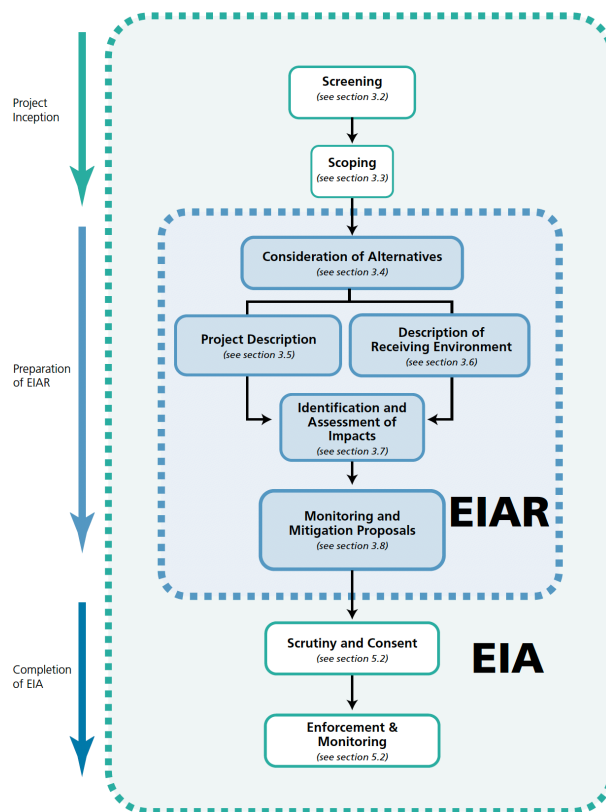 Screening
(see section 3.2)
Project
Inception
Scoping
(see section 3.3)
Consideration of Alternatives
(see section 3.4)
Project Description
(see section 3.5)
Description of
Receiving Environment
(see section 3.6)
Preparation
of EIAR
Identification and
Assessment of
Impacts
(see section 3.7)
Monitoring and
Mitigation Proposals
(see section 3.8)
EIAR
Scrutiny and Consent
(see section 5.2)
EIA
Completion
of EIA
Enforcement &
Monitoring
(see section 5.2)